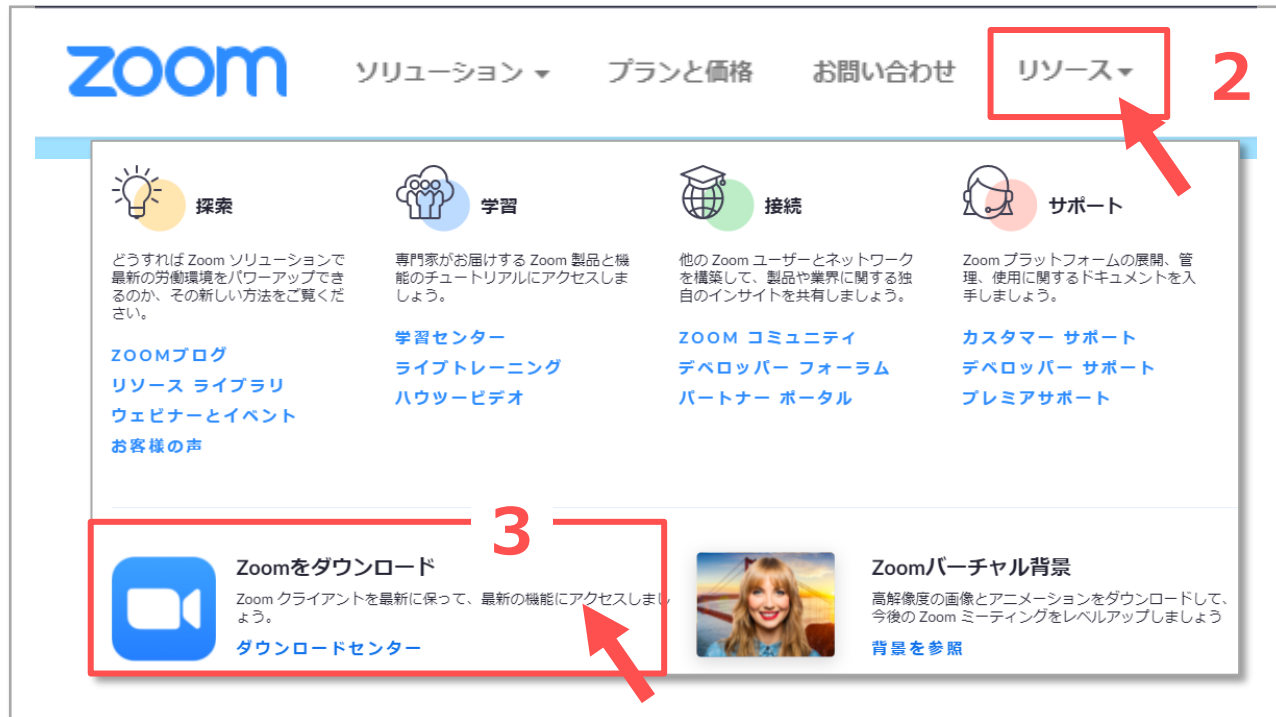 zoom
ソリューション
プランと価格
お問い合わせ
リソース
2
探索
どうすれば Zoom ソリューションで
最新の労働環境をパワーアップでき
るのか、その新しい方法をご覧くだ
さい。
ZOOMブログ
リソース ライブラリ
ウェビナーとイベント
お客様の声
学習
専門家がお届けする Zoom 製品と機
能のチュートリアルにアクセスしま
しょう。
学習センター
ライブトレーニング
ハウツービデオ
接続
他の Zoom ユーザーとネットワーク
を構築して、製品や業界に関する独
自のインサイトを共有しましょう。
ZOOM コミュニティ
デベロッパー フォーラム
パートナー ポータル
サポート
Zoom プラットフォームの展開、管
理、使用に関するドキュメントを入
手しましょう。
カスタマー サポート
デベロッパー サポート
プレミアサポート
3
Zoomをダウンロード
Zoom クライアントを最新に保って、最新の機能にアクセスしまし
ょう。
ダウンロードセンター
Zoomバーチャル背景
高解像度の画像とアニメーションをダウンロードして、
今後の Zoom ミーティングをレベルアップしましょう
背景を参照